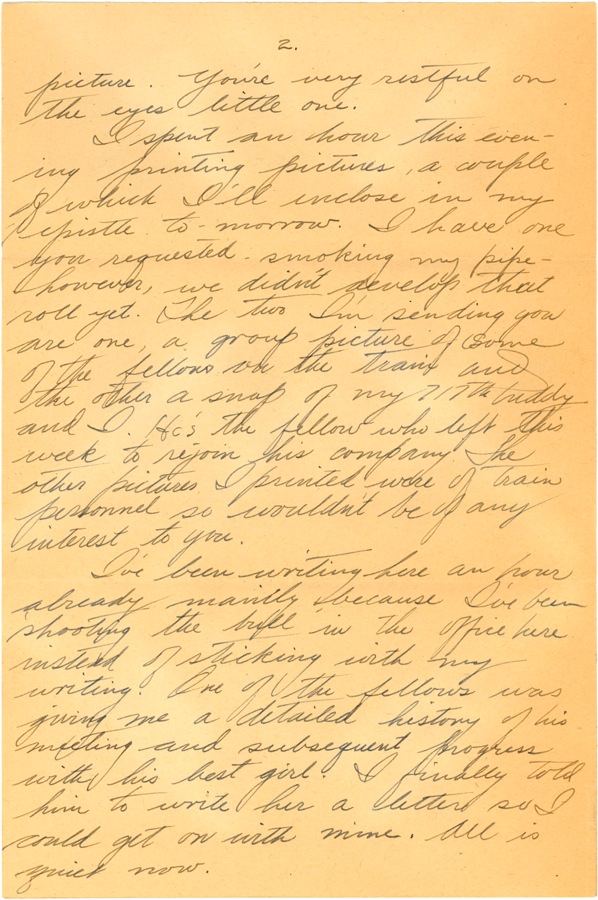 2.
picture. You're very restful on
the eyes little one.
I spent an hour this even-
ing printing pictures, a couple
of which I'll inclose in my
epistle to-morrow. I have one
you requested - smoking my pipe -
however, we didn't develop that
roll yet. The two I'm sending you
are one, a group picture of some
of the fellows on the train and
the other a snap of my 717th buddy
and I. He's the fellow who left this
week to rejoin his company. The
other pictures I printed were of train
personnel so wouldn't be of any
interest to you.
I've been writing here an hour
already mainly because I've been
"shooting the bull" in the office here
instead of sticking with my
writing. One of the fellows was
giving me a detailed history of his
meeting and subsequent progress
with his best girl. I finally told
him to write her a letter so I
could get on with mine. All is
quiet now.